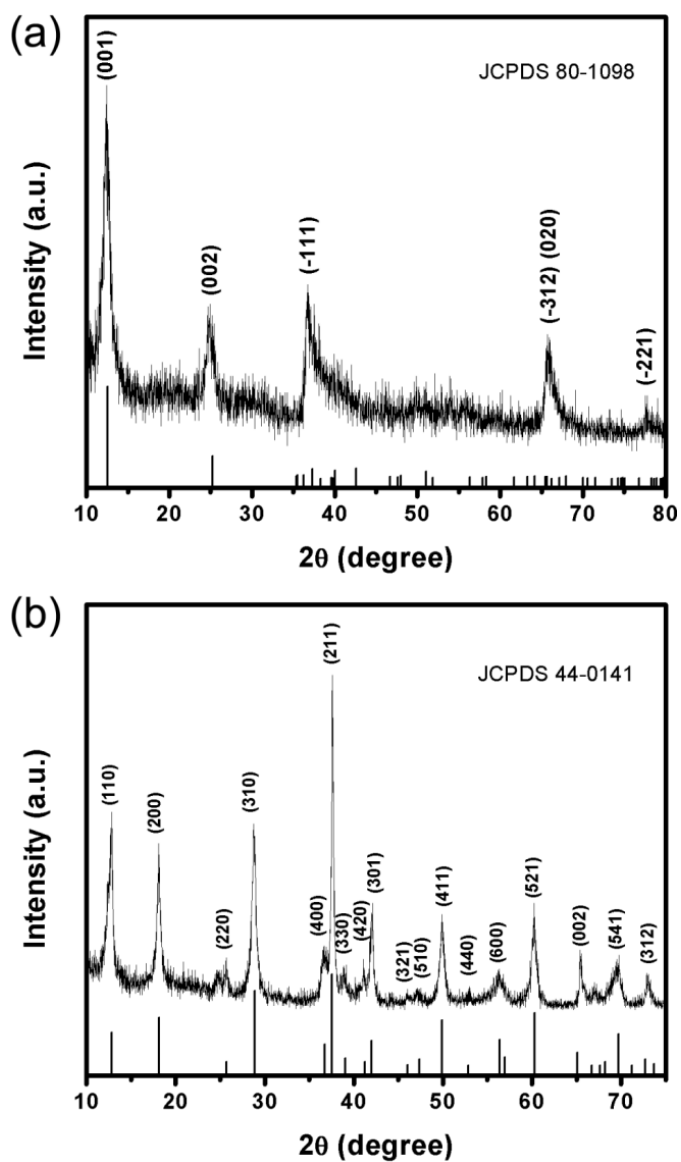 (a)
JCPDS 80-1098
(001)
(002)
(-111)
(-312) (020)
(-221)
Intensity (a.u.)
10 20 30 40 50 60 70 80
2θ (degree)
(b)
JCPDS 44-0141
(110)
(200)
(220)
(310)
(400)
(211)
(330)
(420)
(301)
(321)
(510)
(411)
(440)
(600)
(521)
(002)
(541)
(312)
Intensity (a.u.)
10 20 30 40 50 60 70
2θ (degree)